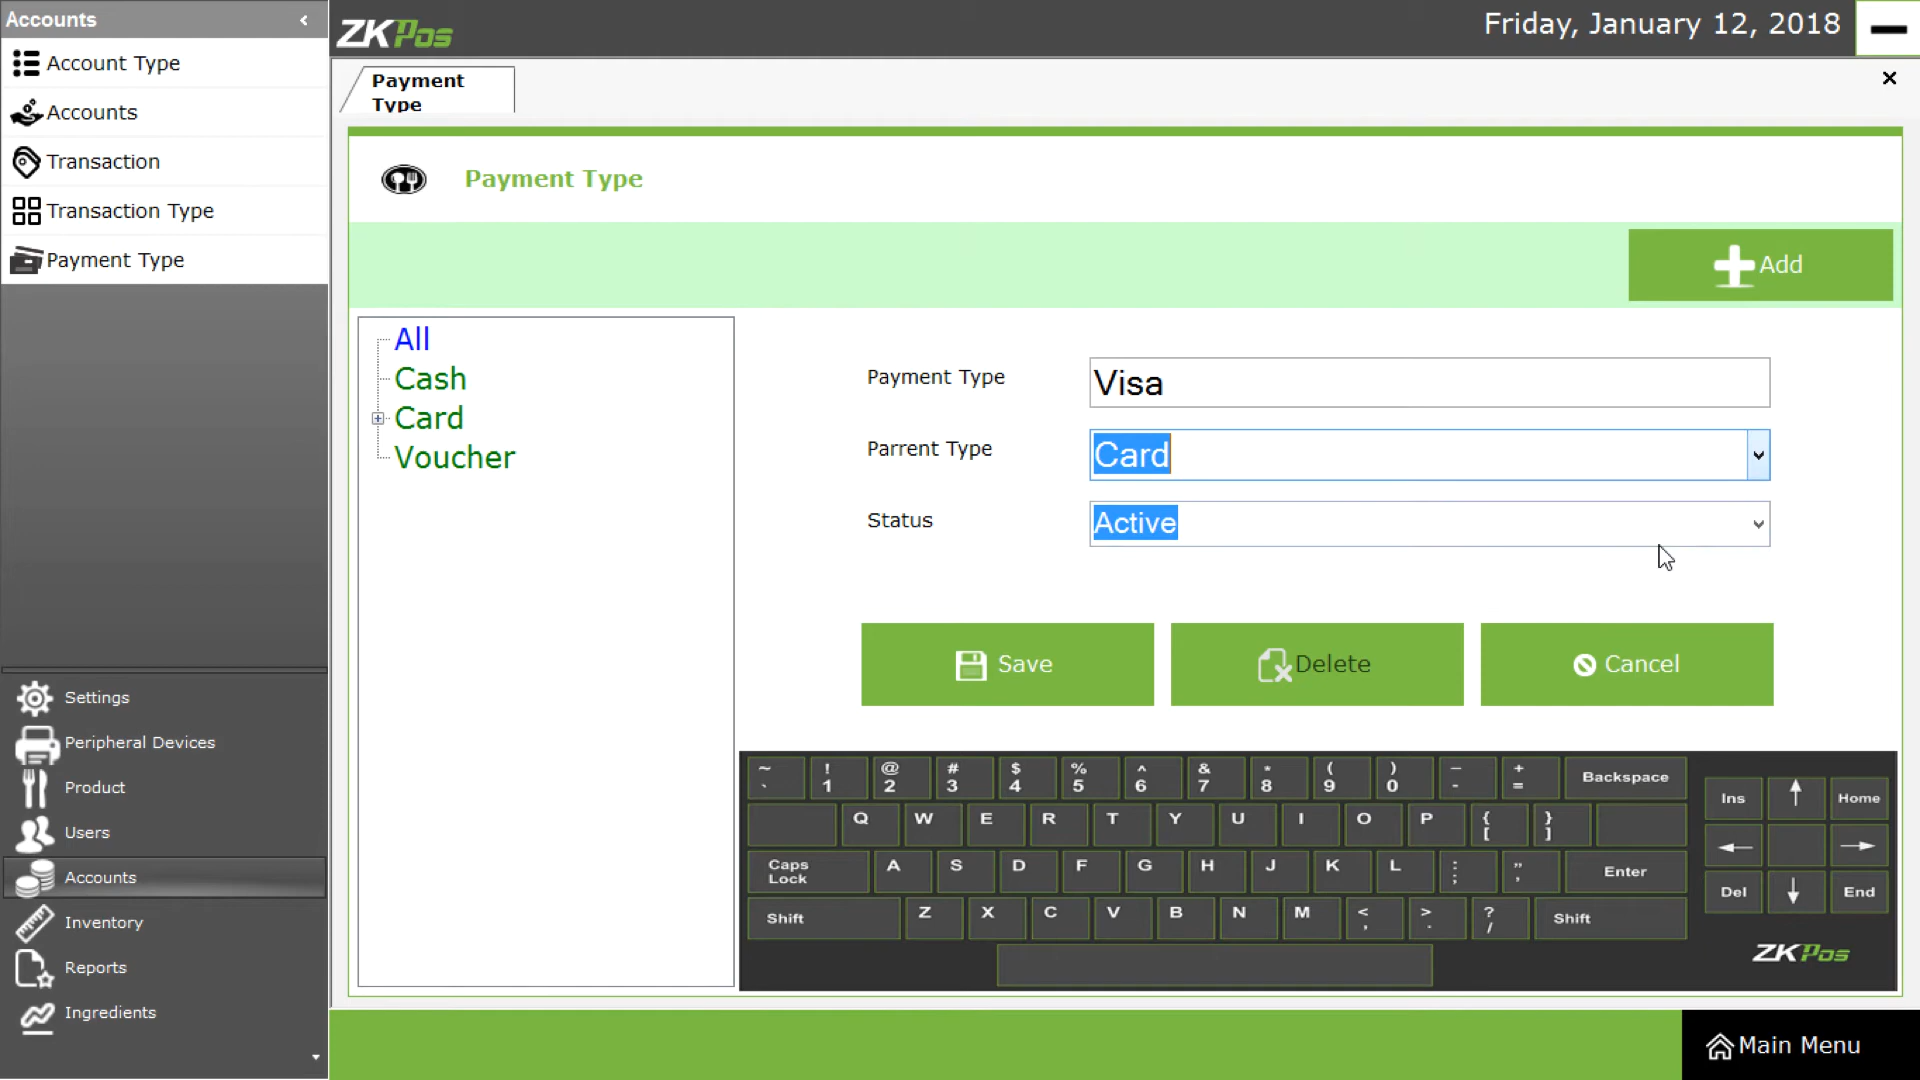 Accounts
Account Type
Accounts
Transaction
Transaction Type
Payment Type
Settings
Peripheral Devices
Product
Users
Accounts
Inventory
Reports
Ingredients
ZKPos
Friday, January 12, 2018
Payment
Type
Payment Type
Add
All
Cash
Card
Voucher
Payment Type
Visa
Parrent Type
Card
Status
Active
Save
Delete
Cancel
~ ! @ # $ % ^ & * ( ) _ +
` 1 2 3 4 5 6 7 8 9 0 - = Backspace
Q W E R T Y U I O P { }
[ ]
Caps Lock A S D F G H J K L : " Enter
; ,
Shift Z X C V B N M < > ? Shift
, . /
Ins Home
Del End
ZKPos
Main Menu